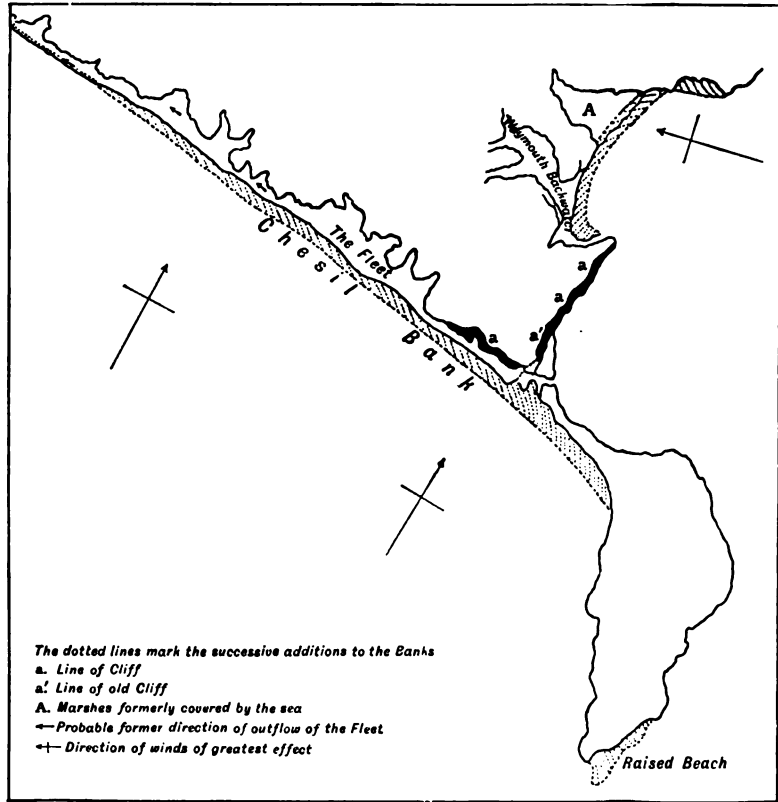 A
Weymouth
The Fleet
Chesil Bank
a
a
a'
a
The dotted lines mark the successive additions to the Banks
a. Line of Cliff
a'. Line of old Cliff
A. Marshes formerly covered by the sea
Probable former direction of outflow of the Fleet
Direction of winds of greatest effect
Raised Beach